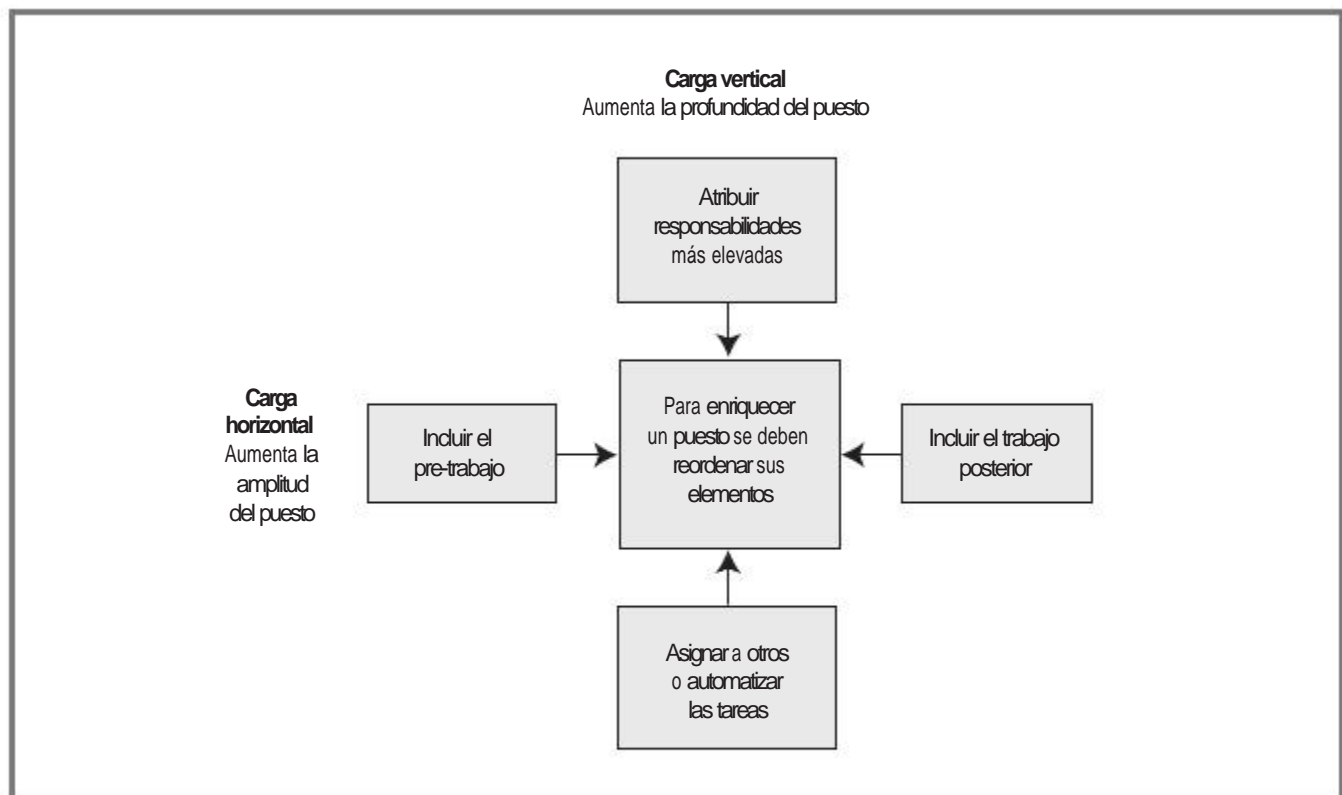 Carga vertical
Aumenta la profundidad del puesto
Atribuir
responsabilidades
más elevadas
Carga
horizontal
Aumenta la
amplitud
del puesto
Incluir el
pre-trabajo
Para enriquecer
un puesto se deben
reordenar sus
elementos
Incluir el trabajo
posterior
Asignar a otros
o automatizar
las tareas